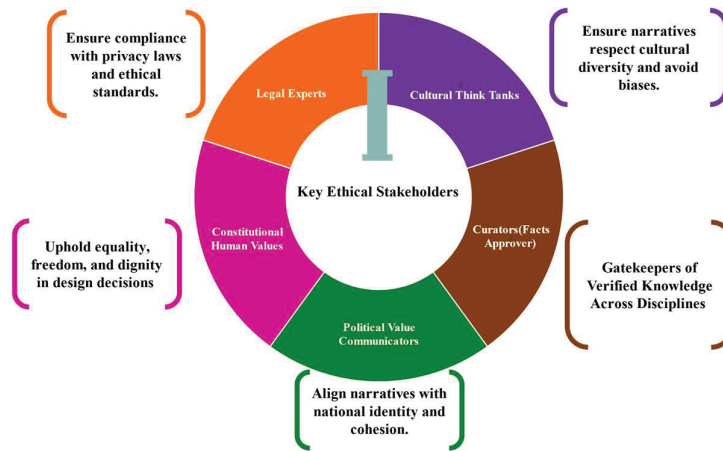 Ensure compliance
with privacy laws
and ethical
standards.
Legal Experts
Cultural Think Tanks
Ensure narratives
respect cultural
diversity and avoid
biases.
Key Ethical Stakeholders
Uphold equality,
freedom, and dignity
in design decisions
Constitutional
Human Values
Curators(Facts
Approver)
Gatekeepers of
Verified Knowledge
Across Disciplines
Political Value
Communicators
Align narratives with
national identity and
cohesion.